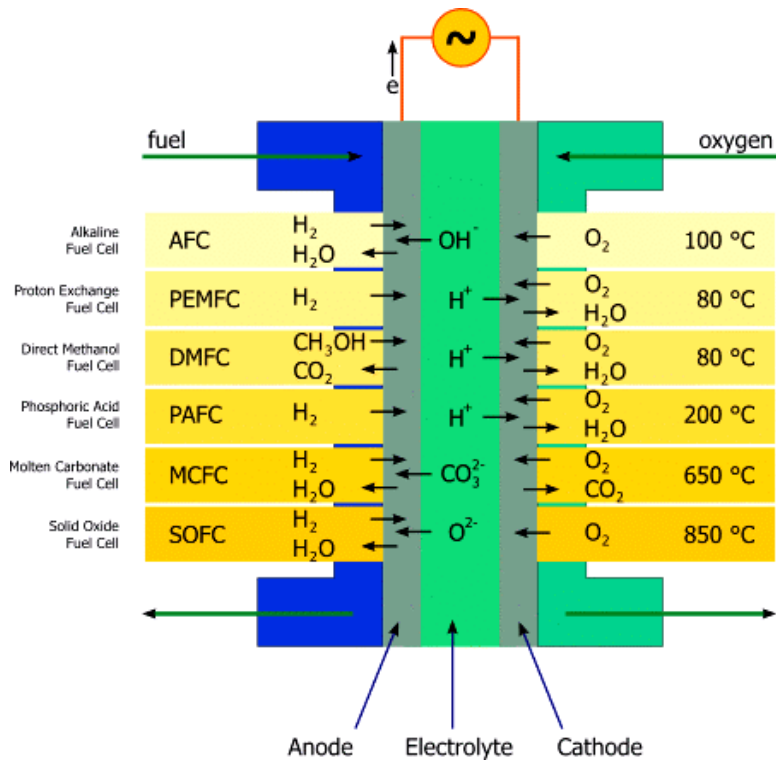 ~
e
fuel
oxygen
Alkaline
Fuel Cell
AFC
H₂
H₂O
OH⁻
O₂
100 °C
Proton Exchange
Fuel Cell
PEMFC
H₂
H⁺
O₂
H₂O
80 °C
Direct Methanol
Fuel Cell
DMFC
CH₃OH
CO₂
H⁺
O₂
H₂O
80 °C
Phosphoric Acid
Fuel Cell
PAFC
H₂
H⁺
O₂
H₂O
200 °C
Molten Carbonate
Fuel Cell
MCFC
H₂
H₂O
CO₃²⁻
O₂
CO₂
650 °C
Solid Oxide
Fuel Cell
SOFC
H₂
H₂O
O²⁻
O₂
850 °C
Anode
Electrolyte
Cathode